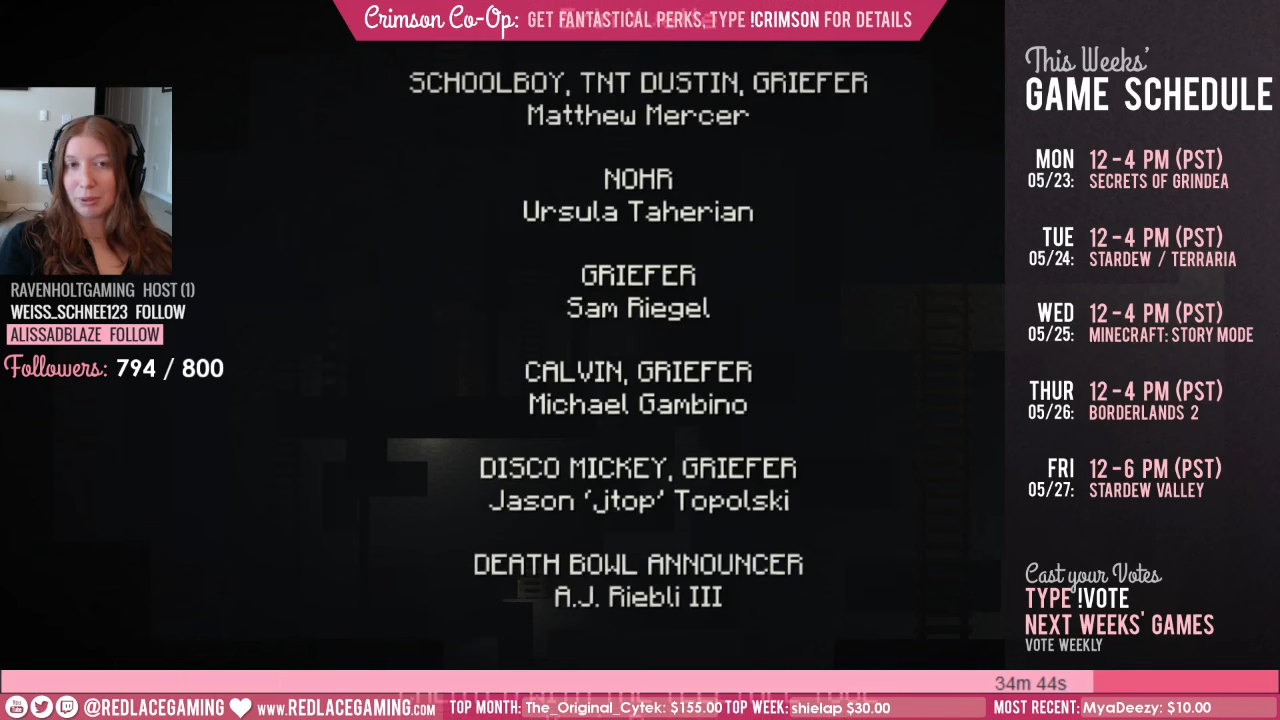 Crimson Co-Op: GET FANTASTICAL PERKS, TYPE !CRIMSON FOR DETAILS
SCHOOLBOY, TNT DUSTIN, GRIEFER
Matthew Mercer
NOHR
Ursula Taherian
GRIEFER
Sam Riegel
CALVIN, GRIEFER
Michael Gambino
DISCO MICKEY, GRIEFER
Jason 'jtop' Topolski
DEATH BOWL ANNOUNCER
A.J. Riebli III
RAVENHOLTGAMING HOST (1)
WEISS_SCHNEE123 FOLLOW
ALISSADBLAZE FOLLOW
Followers: 794 / 800
This Weeks'
GAME SCHEDULE
MON 12-4 PM (PST)
05/23: SECRETS OF GRINDEA
TUE 12-4 PM (PST)
05/24: STARDEW / TERRARIA
WED 12-4 PM (PST)
05/25: MINECRAFT: STORY MODE
THUR 12-4 PM (PST)
05/26: BORDERLANDS 2
FRI 12-6 PM (PST)
05/27: STARDEW VALLEY
Cast your Votes
TYPE !VOTE
NEXT WEEKS' GAMES
VOTE WEEKLY
34m 44s
You Tube @REDLACEGAMING www.REDLACEGAMING.com TOP MONTH: The_Original_Cytek: $155.00 TOP WEEK: shielap $30.00 MOST RECENT: MyaDeezy: $10.00